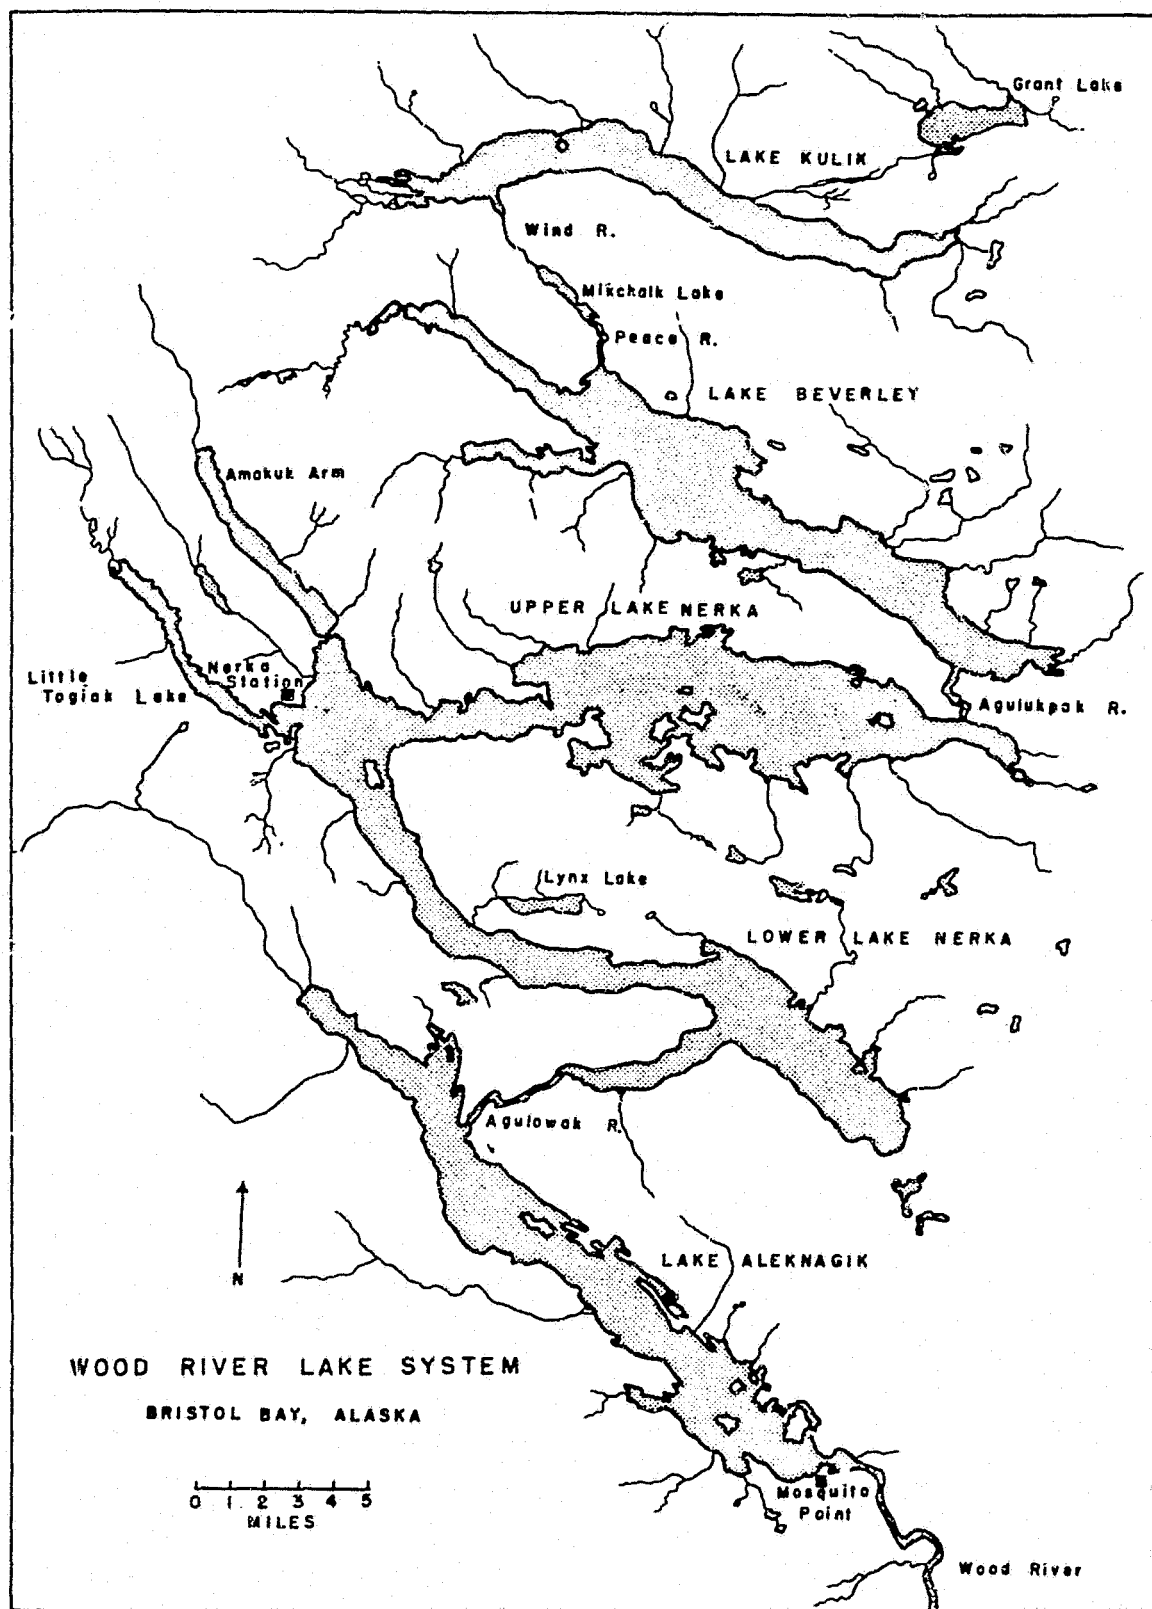 Grant Lake
LAKE KULIK
Wind R.
Mikchalk Lake
Peace R.
LAKE BEVERLEY
Amakuk Arm
UPPER LAKE NERKA
Nerka
Station
Little
Togiak Lake
Agulukpak R.
Lynx Lake
LOWER LAKE NERKA
Agulowak R.
N
LAKE ALEKNAGIK
WOOD RIVER LAKE SYSTEM
BRISTOL BAY, ALASKA
0 1 2 3 4 5
MILES
Mosquito
Point
Wood River